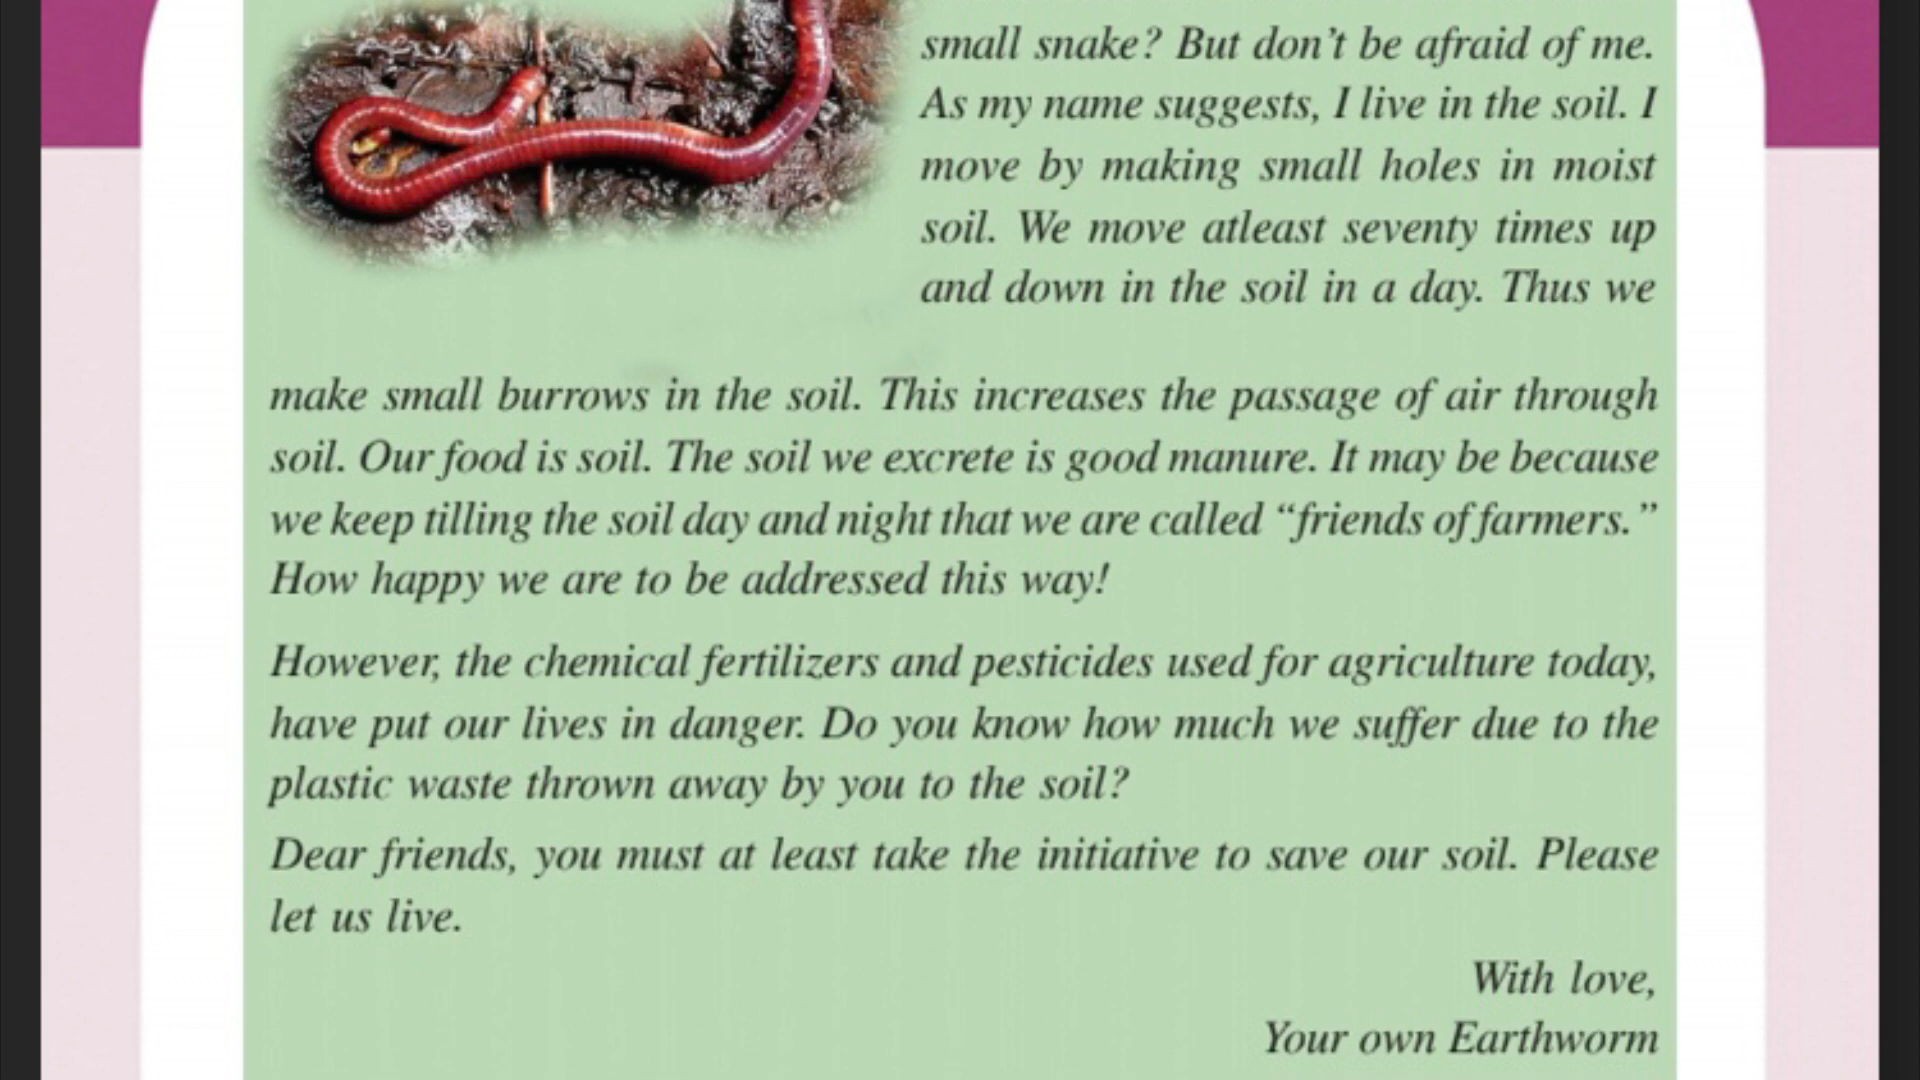 small snake? But don't be afraid of me.
As my name suggests, I live in the soil. I
move by making small holes in moist
soil. We move atleast seventy times up
and down in the soil in a day. Thus we
make small burrows in the soil. This increases the passage of air through
soil. Our food is soil. The soil we excrete is good manure. It may be because
we keep tilling the soil day and night that we are called “friends of farmers.”
How happy we are to be addressed this way!
However, the chemical fertilizers and pesticides used for agriculture today,
have put our lives in danger. Do you know how much we suffer due to the
plastic waste thrown away by you to the soil?
Dear friends, you must at least take the initiative to save our soil. Please
let us live.
With love,
Your own Earthworm